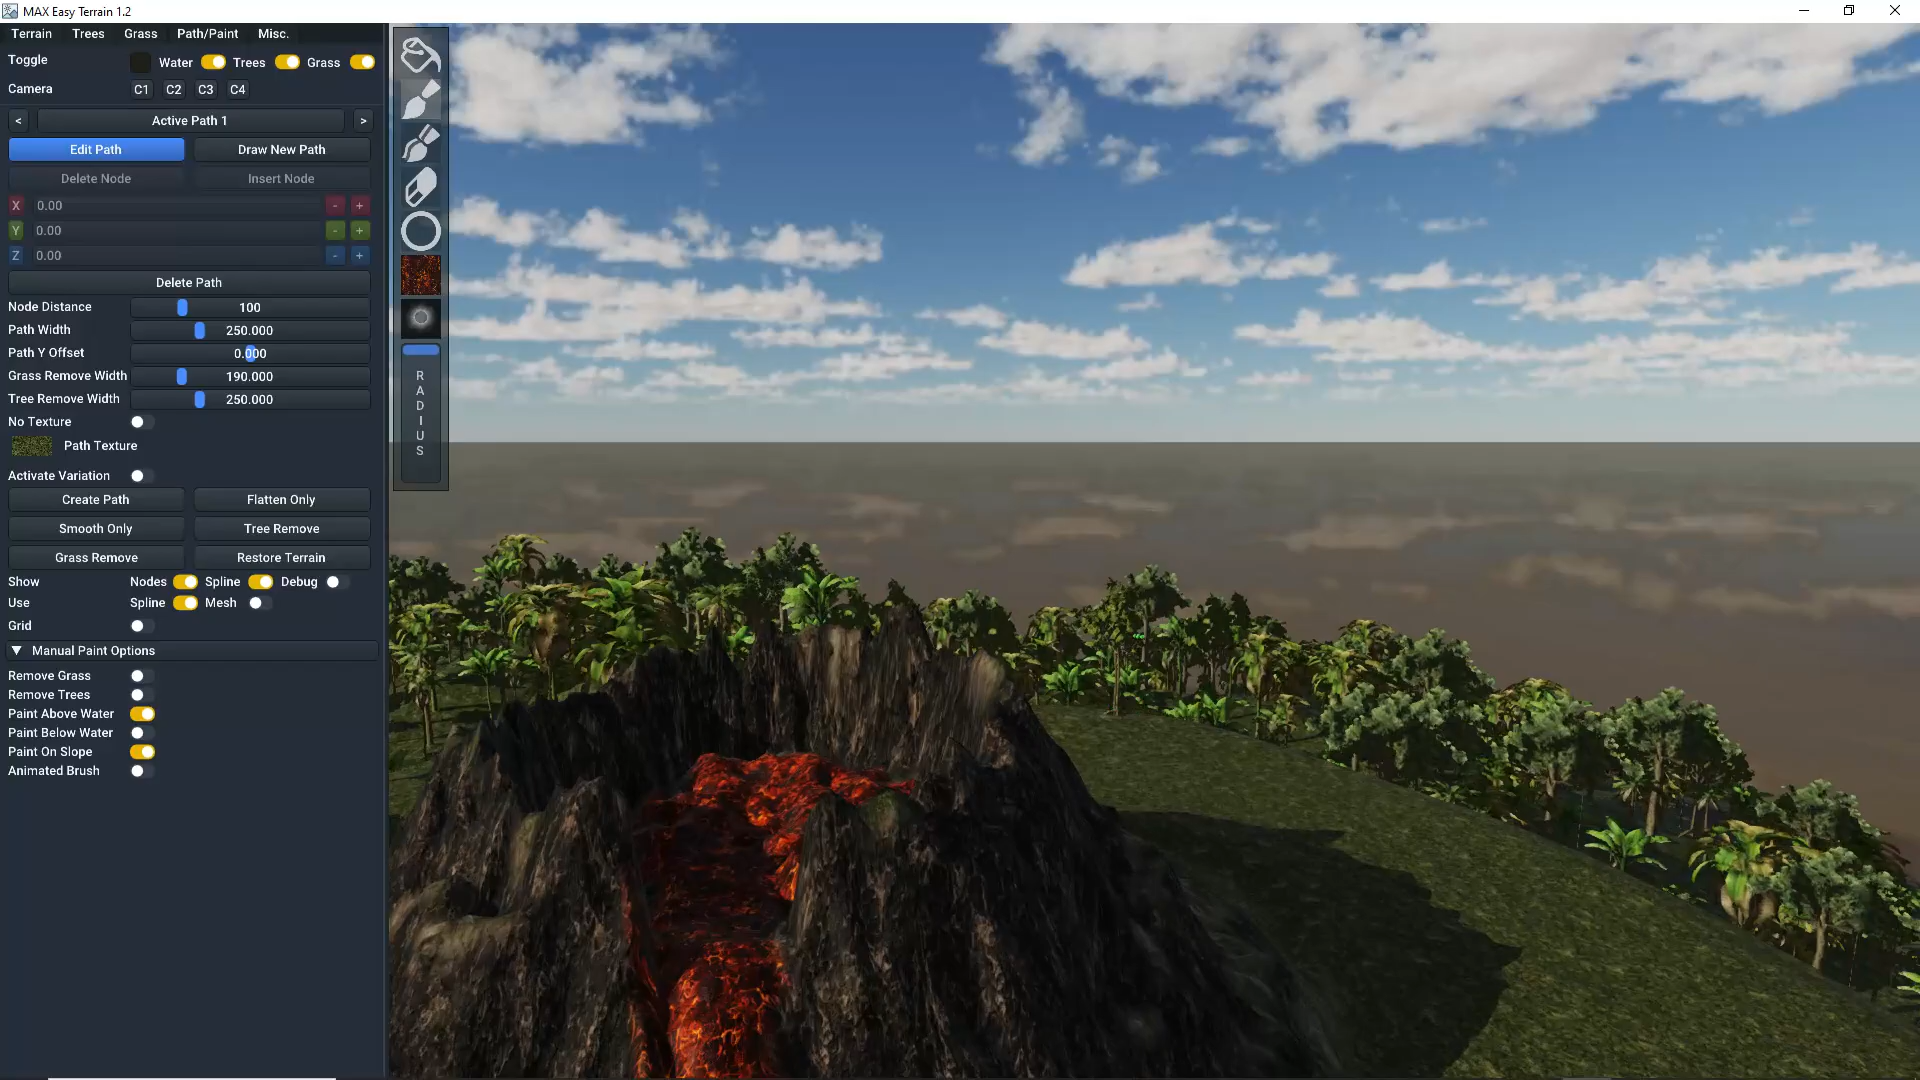 MAX Easy Terrain 1.2
Terrain Trees Grass Path/Paint Misc.
Toggle Water Trees Grass
Camera C1 C2 C3 C4
< Active Path 1 >
Edit Path Draw New Path
Delete Node Insert Node
X 0.00 - +
Y 0.00 - +
Z 0.00 - +
Delete Path
Node Distance 100
Path Width 250.000
Path Y Offset 0.000
Grass Remove Width 190.000
Tree Remove Width 250.000
No Texture
Path Texture
Activate Variation
Create Path Flatten Only
Smooth Only Tree Remove
Grass Remove Restore Terrain
Show Nodes Spline Debug
Use Spline Mesh
Grid
Manual Paint Options
Remove Grass
Remove Trees
Paint Above Water
Paint Below Water
Paint On Slope
Animated Brush
RADIUS